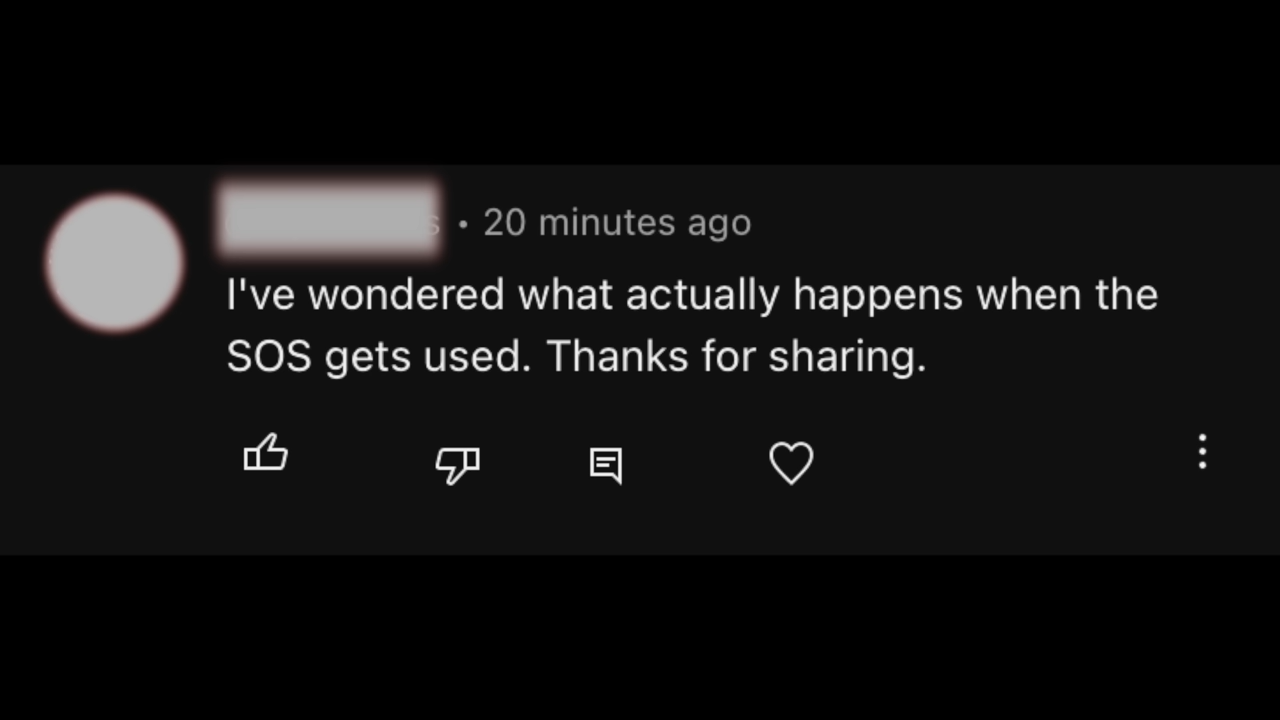 • 20 minutes ago
I've wondered what actually happens when the
SOS gets used. Thanks for sharing.